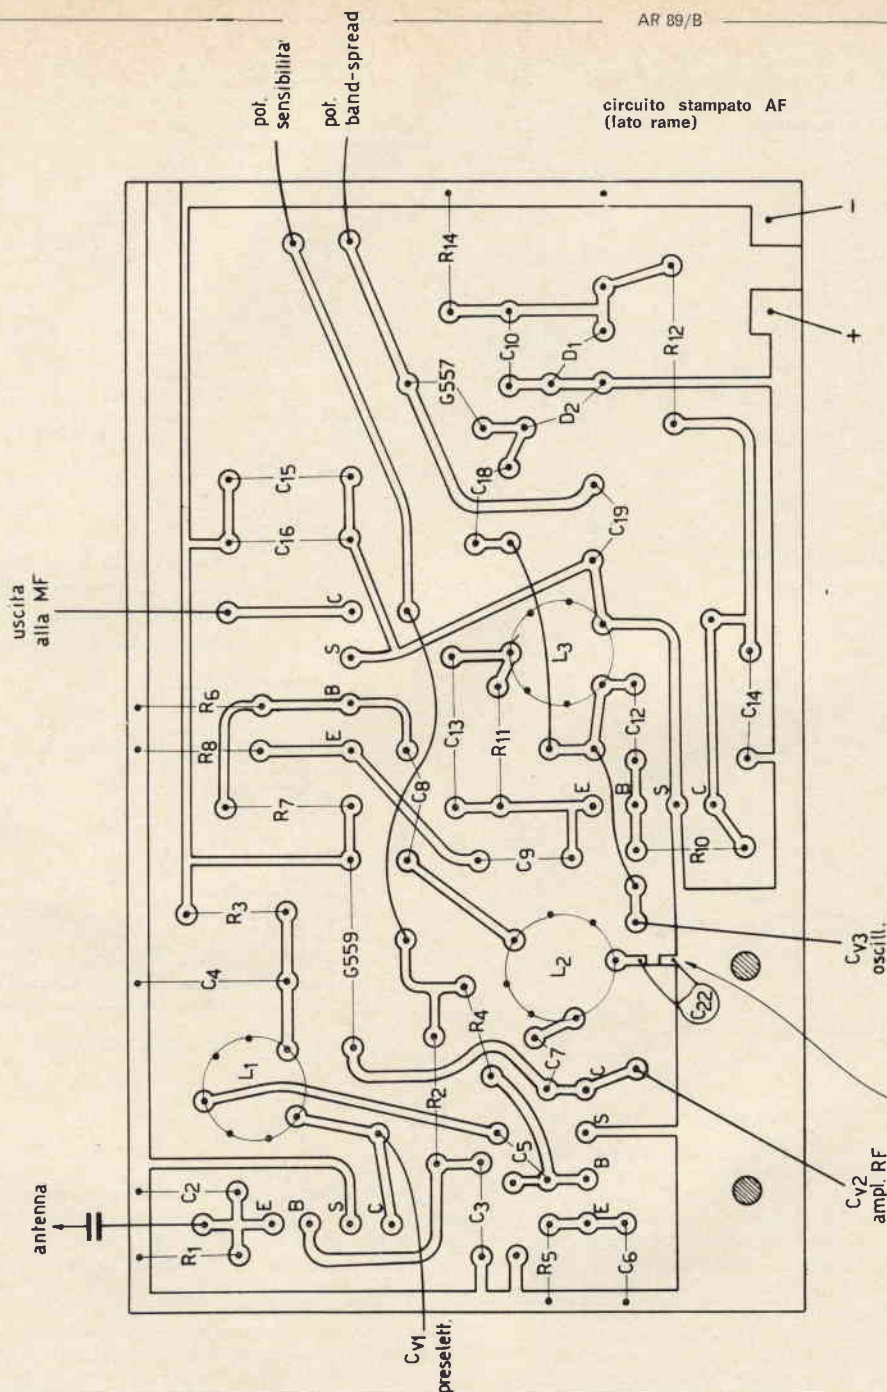 AR 89/B
circuito stampato AF
(lato rame)
pot.
sensibilita'
pot.
band-spread
uscita
alla MF
antenna
R14
C10
D1
R12
G557
D2
C18
C15
C16
C19
C
S
L3
R6
B
R8
E
R7
C13
R11
C12
C14
C8
E
B
S
C
C9
R10
R3
C4
G559
L1
L2
C22
R4
R2
C7
C
C5
S
B
C2
E
B
S
C
R1
C3
R5
E
C6
-
+
Cv3
oscill.
Cv2
ampl. RF
Cv1
preselett.